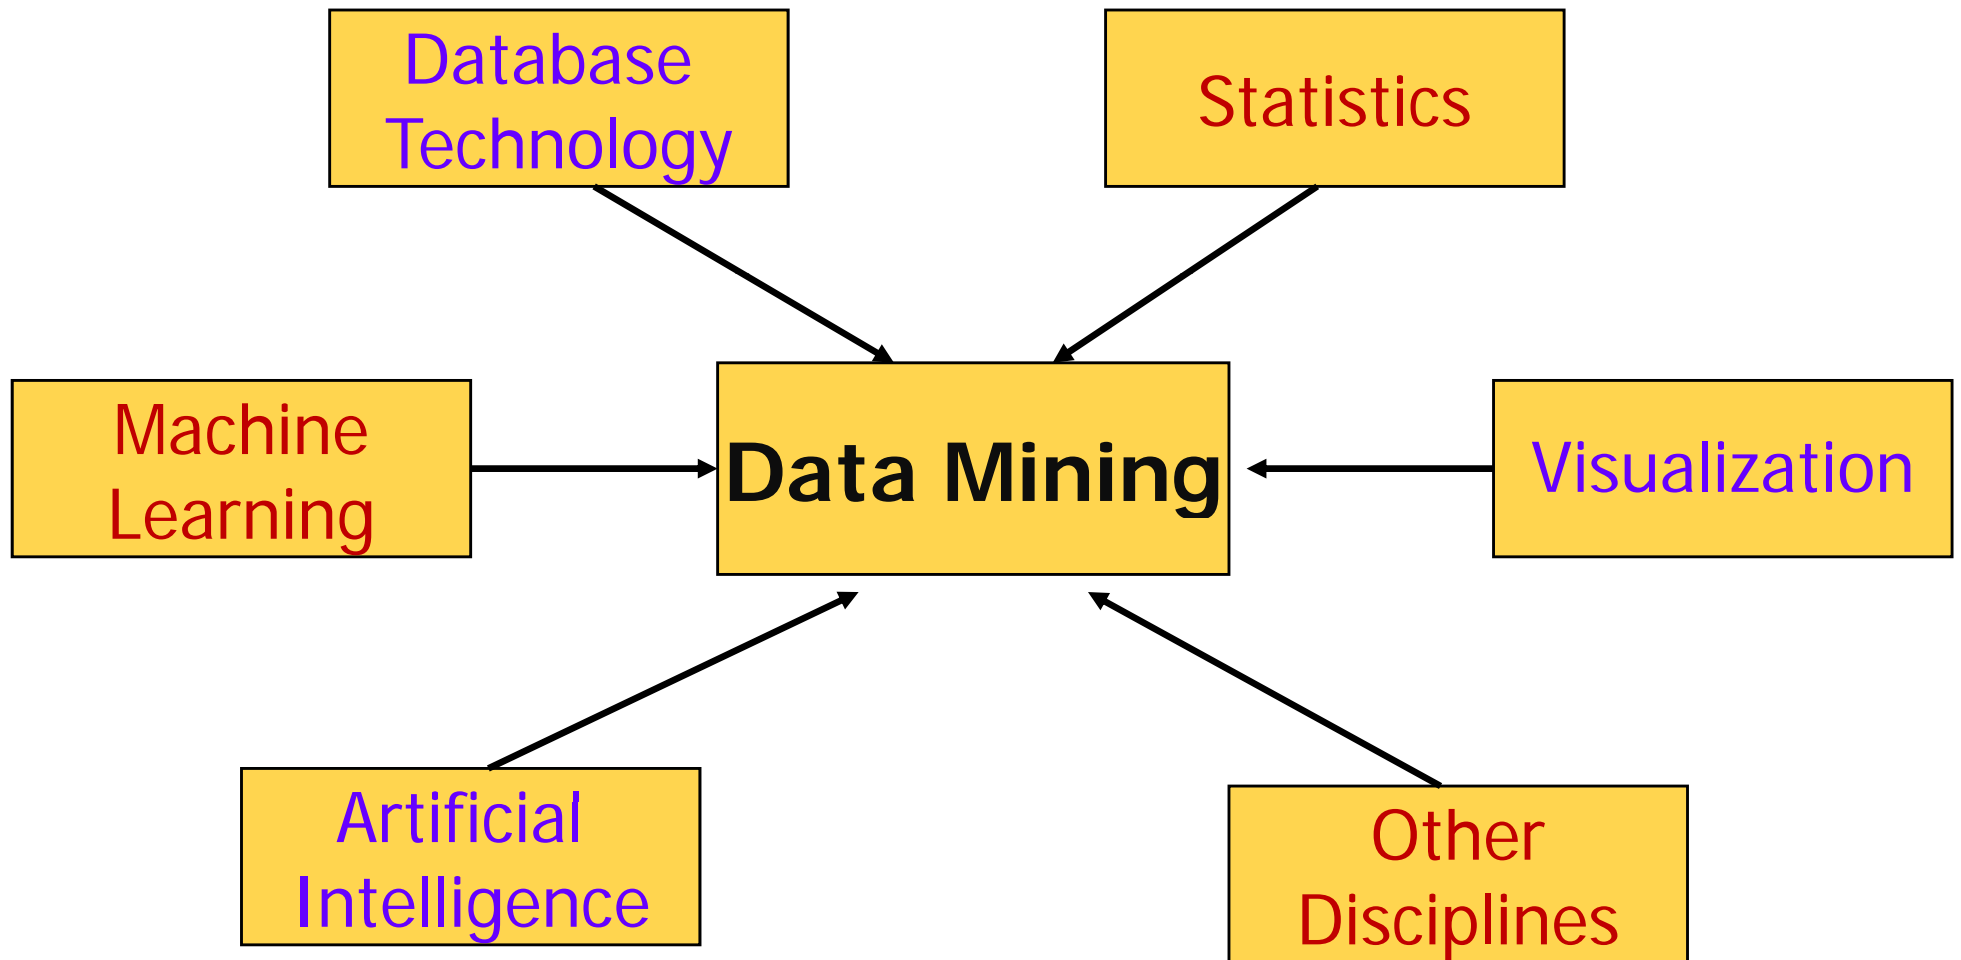 Database
Technology
Statistics
Machine
Learning
Data Mining
Visualization
Artificial
Intelligence
Other
Disciplines